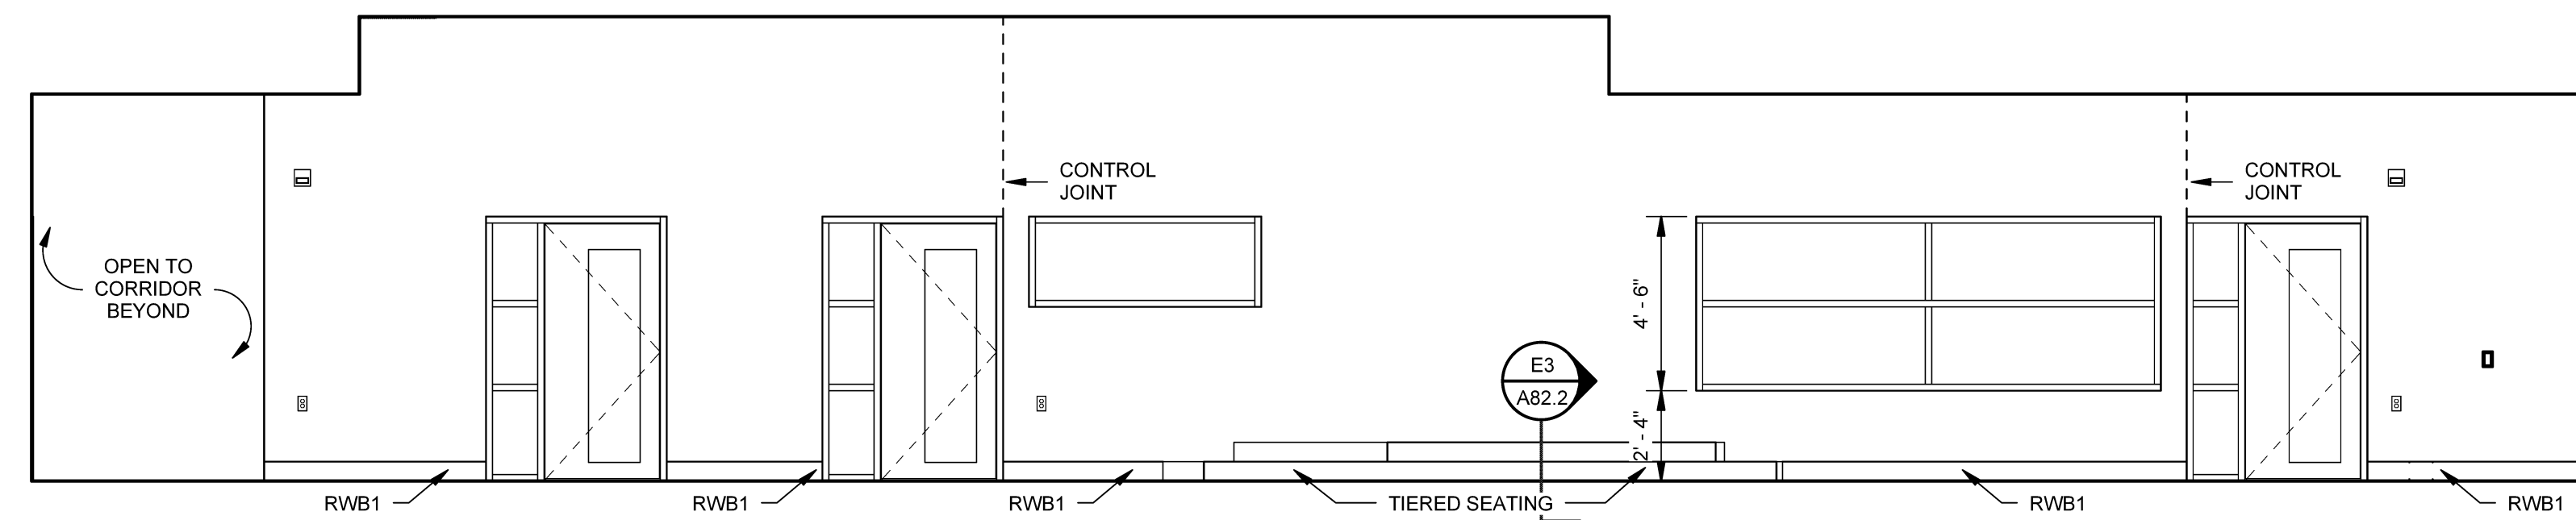 CONTROL
JOINT
CONTROL
JOINT
OPEN TO
CORRIDOR
BEYOND
4' - 6"
E3
A82.2
2' - 4"
RWB1
RWB1
RWB1
TIERED SEATING
RWB1
RWB1